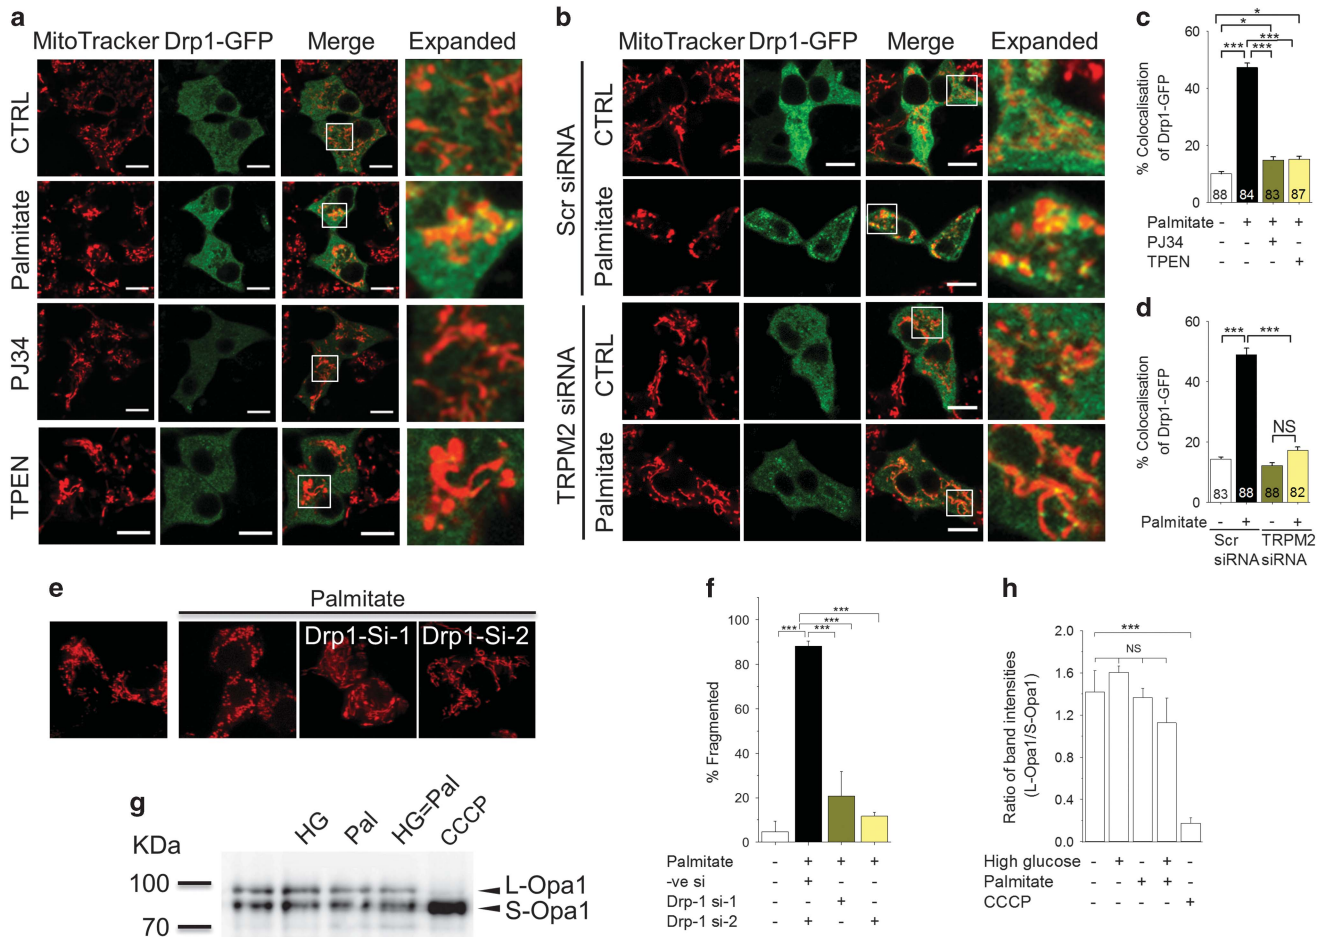 a
MitoTracker Drp1-GFP Merge Expanded
CTRL
Palmitate
PJ34
TPEN
b
MitoTracker Drp1-GFP Merge Expanded
Scr siRNA
CTRL
Palmitate
TRPM2 siRNA
CTRL
Palmitate
c
% Colocalisation
of Drp1-GFP
60
40
20
0
*
*
***
*** ***
88 84 83 87
Palmitate - + + +
PJ34 - - + -
TPEN - - - +
d
% Colocalisation
of Drp1-GFP
60
40
20
0
*** ***
NS
83 88 88 82
Palmitate - + - +
Scr TRPM2
siRNA siRNA
e
Palmitate
Drp1-Si-1 Drp1-Si-2
f
% Fragmented
100
80
60
40
20
0
***
***
*** ***
Palmitate - + + +
-ve si - + - -
Drp-1 si-1 - - + -
Drp-1 si-2 - + - +
g
HG Pal HG=Pal CCCP
KDa
100
70
L-Opa1
S-Opa1
h
Ratio of band intensities
(L-Opa1/S-Opa1)
2.0
1.6
1.2
0.8
0.4
0.0
***
NS
High glucose - + - + -
Palmitate - - + + -
CCCP - - - - +